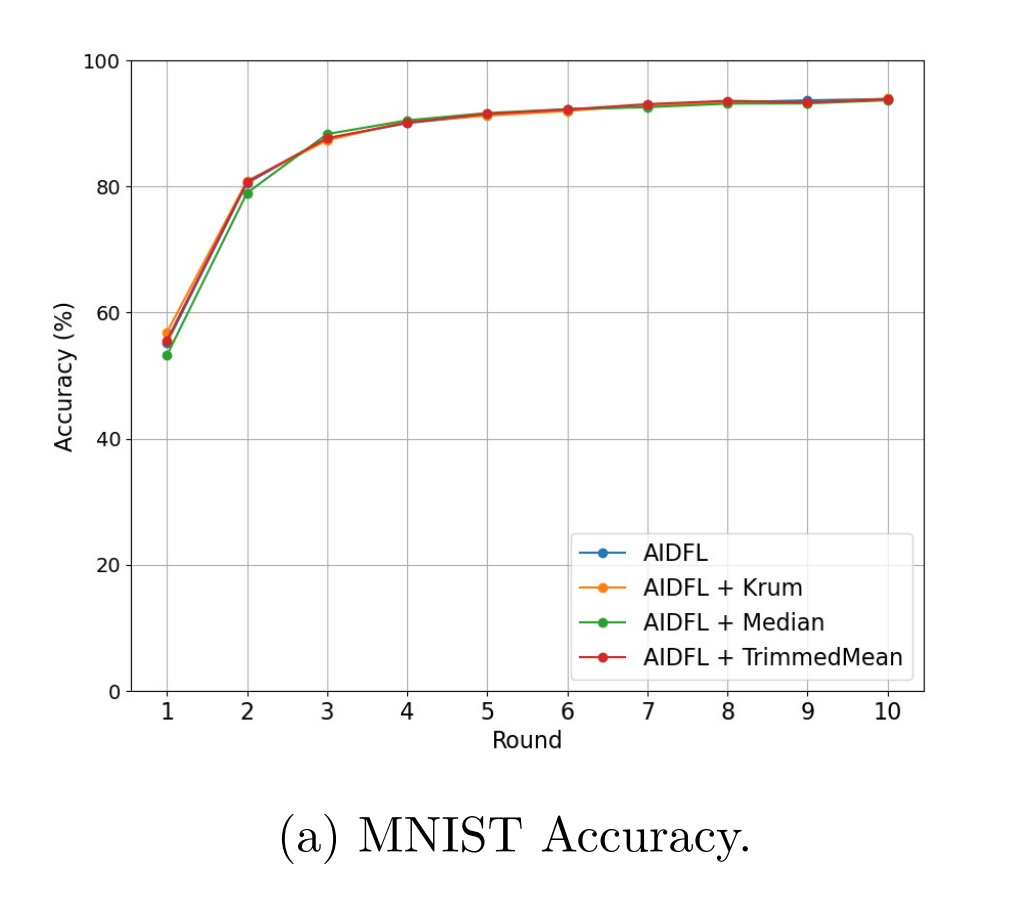 100
80
60
40
20
0
Accuracy (%)
AIDFL
AIDFL + Krum
AIDFL + Median
AIDFL + TrimmedMean
1 2 3 4 5 6 7 8 9 10
Round
(a) MNIST Accuracy.